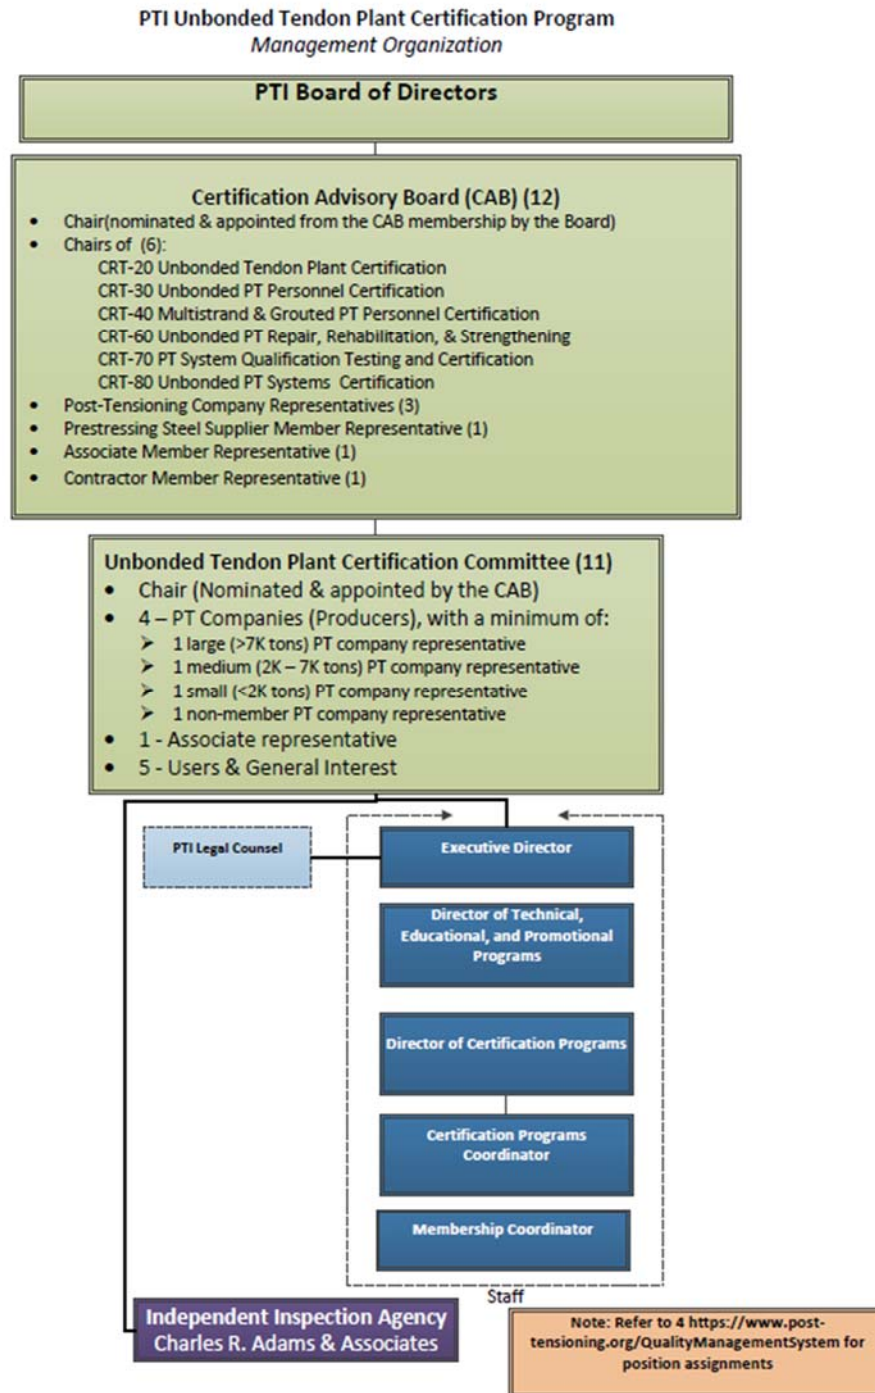 PTI Unbonded Tendon Plant Certification Program
Management Organization
PTI Board of Directors
Certification Advisory Board (CAB) (12)
• Chair(nominated & appointed from the CAB membership by the Board)
• Chairs of (6):
CRT-20 Unbonded Tendon Plant Certification
CRT-30 Unbonded PT Personnel Certification
CRT-40 Multistrand & Grouted PT Personnel Certification
CRT-60 Unbonded PT Repair, Rehabilitation, & Strengthening
CRT-70 PT System Qualification Testing and Certification
CRT-80 Unbonded PT Systems Certification
• Post-Tensioning Company Representatives (3)
• Prestressing Steel Supplier Member Representative (1)
• Associate Member Representative (1)
• Contractor Member Representative (1)
Unbonded Tendon Plant Certification Committee (11)
• Chair (Nominated & appointed by the CAB)
• 4 – PT Companies (Producers), with a minimum of:
➢ 1 large (>7K tons) PT company representative
➢ 1 medium (2K – 7K tons) PT company representative
➢ 1 small (<2K tons) PT company representative
➢ 1 non-member PT company representative
• 1 - Associate representative
• 5 - Users & General Interest
PTI Legal Counsel
Executive Director
Director of Technical,
Educational, and Promotional
Programs
Director of Certification Programs
Certification Programs
Coordinator
Membership Coordinator
Staff
Independent Inspection Agency
Charles R. Adams & Associates
Note: Refer to 4 https://www.post-
tensioning.org/QualityManagementSystem for
position assignments